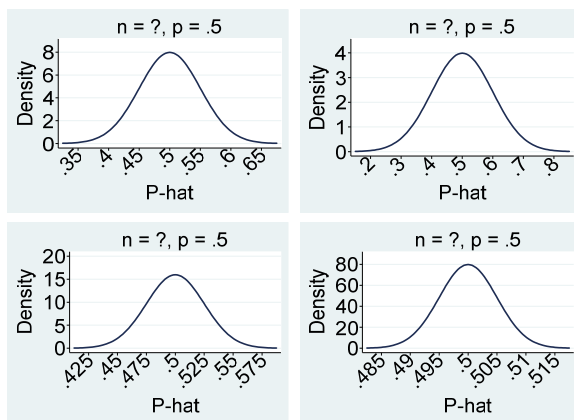 n = ?, p = .5
8
6
4
2
0
Density
.35 .4 .45 .5 .55 .6 .65
P-hat
n = ?, p = .5
4
3
2
1
0
Density
.2 .3 .4 .5 .6 .7 .8
P-hat
n = ?, p = .5
20
15
10
5
0
Density
.425 .45 .475 .5 .525 .55 .575
P-hat
n = ?, p = .5
80
60
40
20
0
Density
.485 .49 .495 .5 .505 .51 .515
P-hat